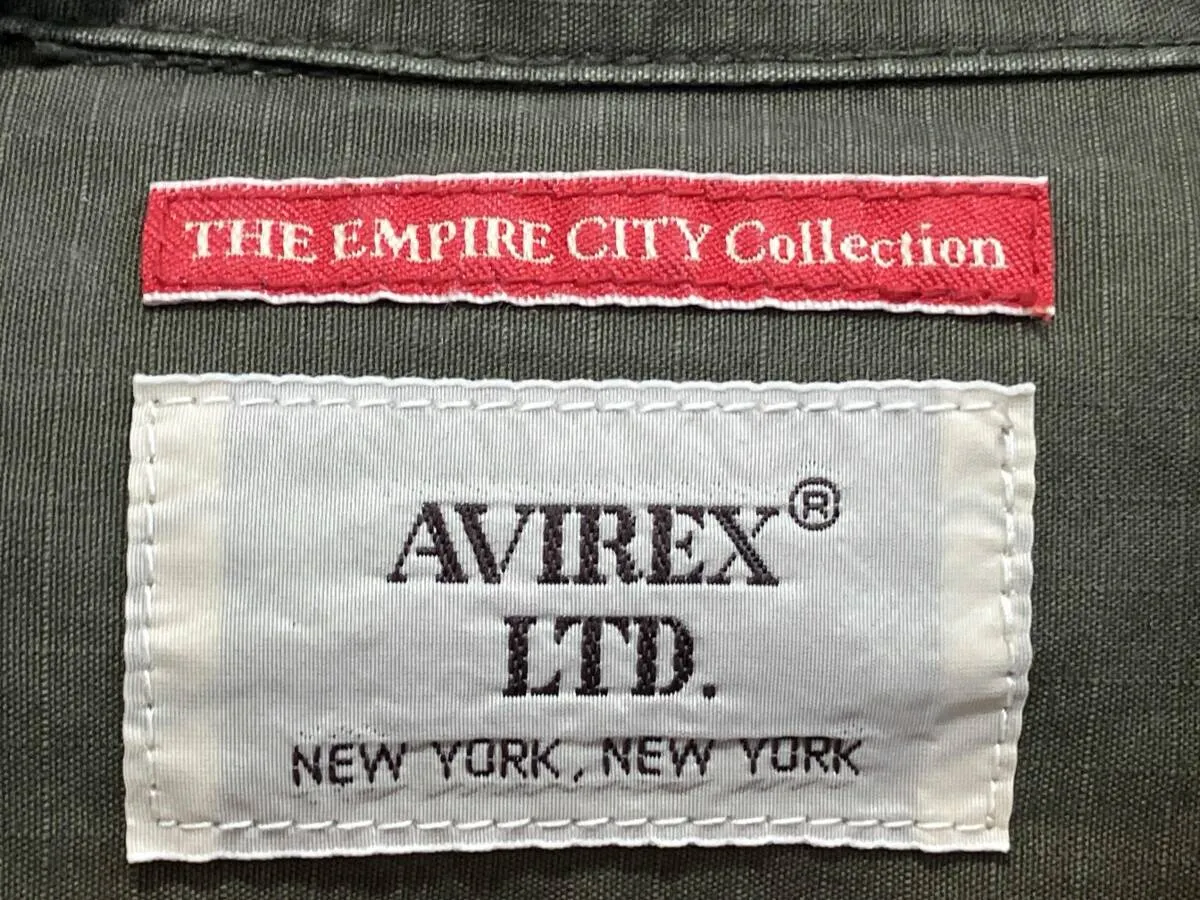 THE EMPIRE CITY Collection
AVIREX®
LTD.
NEW YORK, NEW YORK